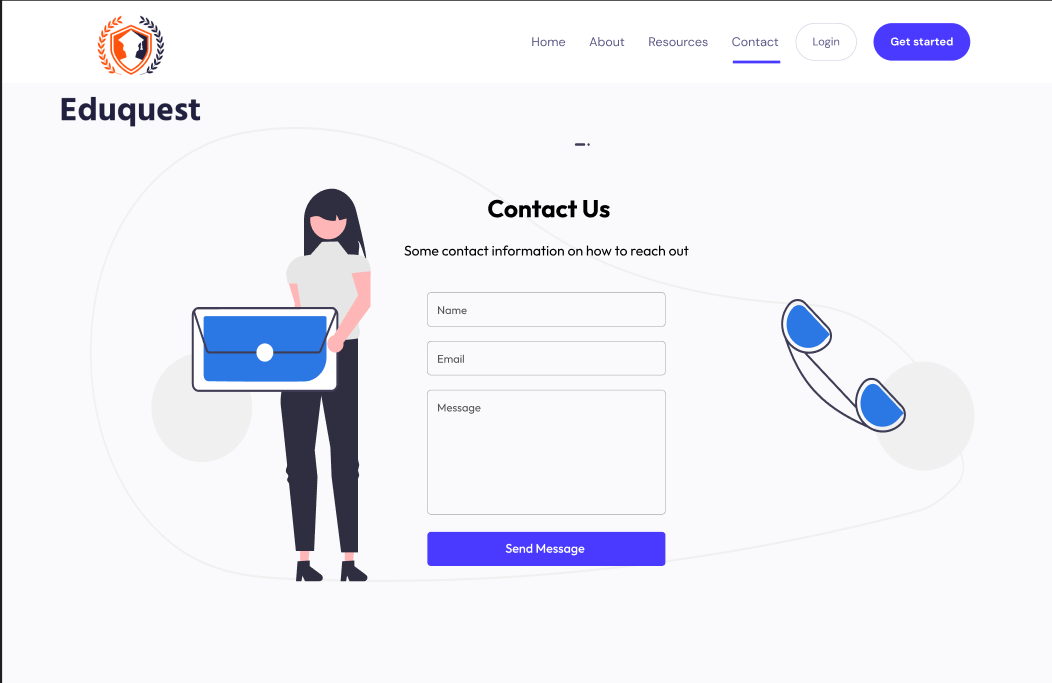 Home
About
Resources
Contact
Login
Get started
Eduquest
Contact Us
Some contact information on how to reach out
Name
Email
Message
Send Message